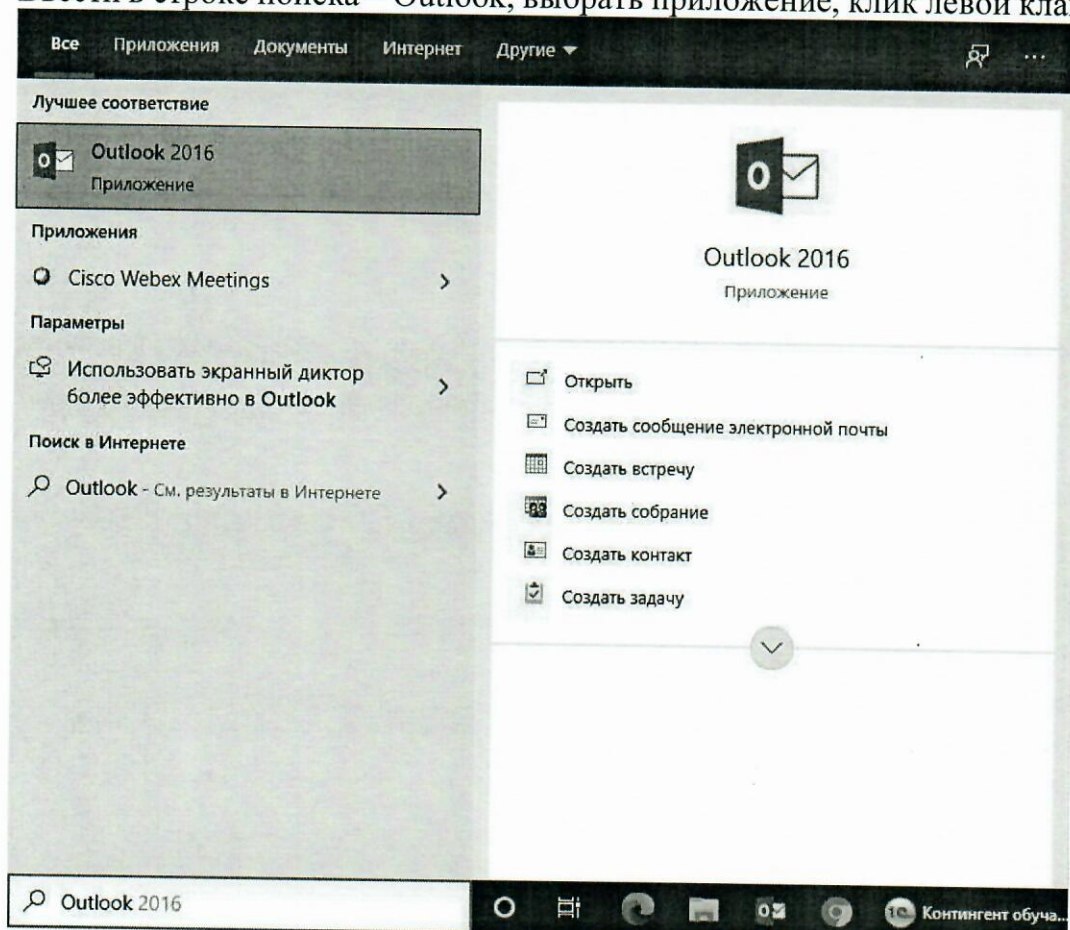 Ввести в строке поиска – Outlook, выбрать приложение, клик левой кла
Все Приложения Документы Интернет Другие
Лучшее соответствие
Outlook 2016
Приложение
Приложения
Cisco Webex Meetings
Параметры
Использовать экранный диктор
более эффективно в Outlook
Поиск в Интернете
Outlook - См. результаты в Интернете
Outlook 2016
Приложение
Открыть
Создать сообщение электронной почты
Создать встречу
Создать собрание
Создать контакт
Создать задачу
Outlook 2016
Контингент обуча...